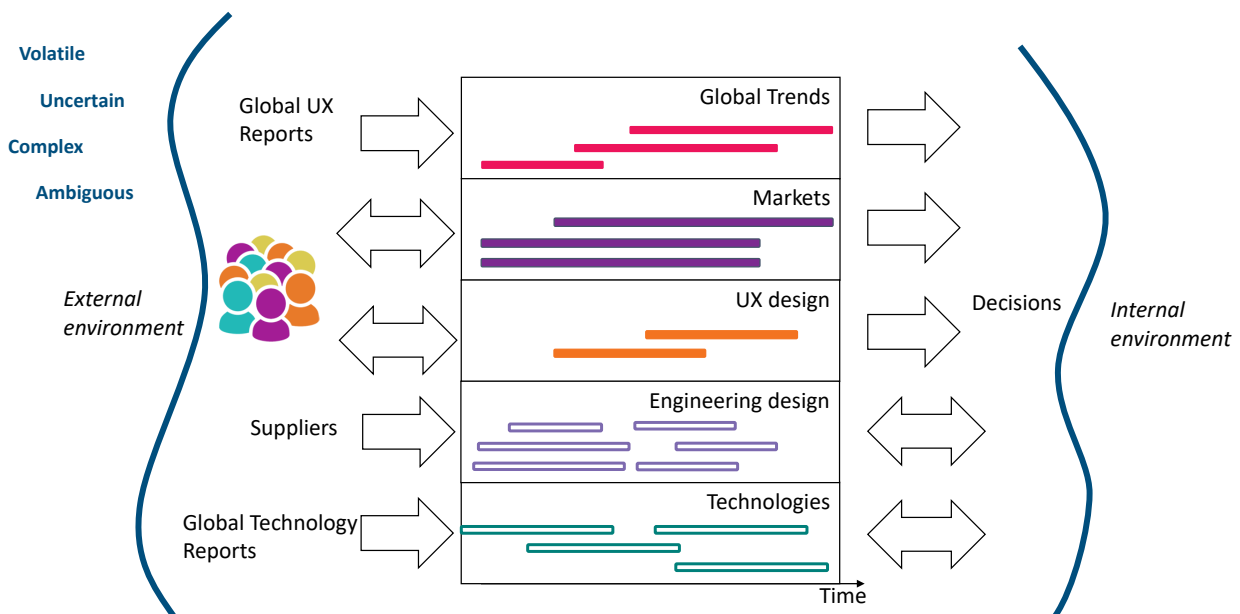 Volatile
Uncertain
Complex
Ambiguous
External
environment
Global UX
Reports
Suppliers
Global Technology
Reports
Global Trends
Markets
UX design
Engineering design
Technologies
Time
Decisions
Internal
environment